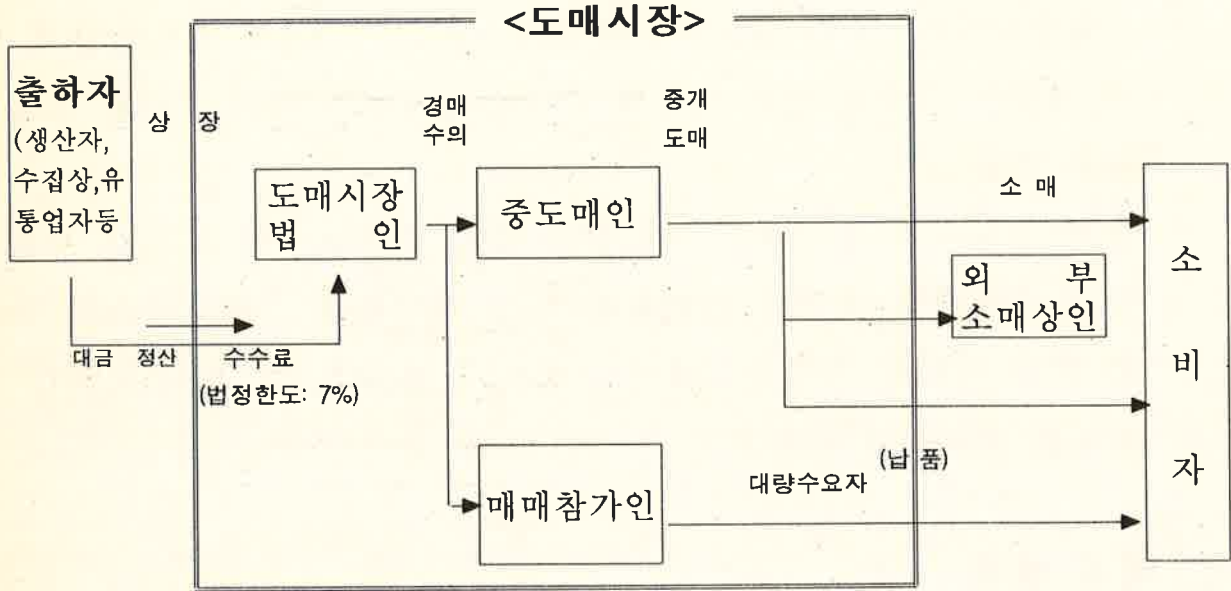 <도매시장>
출하자
(생산자,
수집상,유
통업자등
상 장
경매
수의
중개
도매
도매시장
법 인
중도매인
소 매
외 부
소매상인
소
비
자
대금 정산 수수료
(법정한도: 7%)
매매참가인
대량수요자
(납 품)